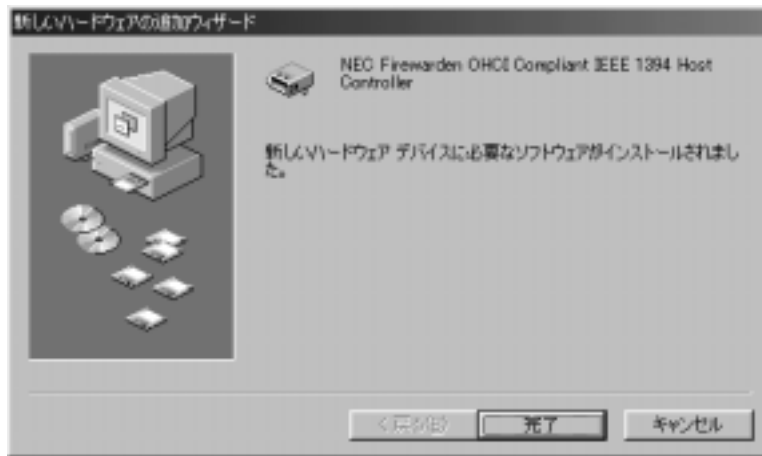 新しいハードウェアの追加ウィザード
NEC Firewarden OHCI Compliant IEEE 1394 Host
Controller
新しいハードウェア デバイスに必要なソフトウェアがインストールされまし
た。
< 戻る(B)
完了
キャンセル